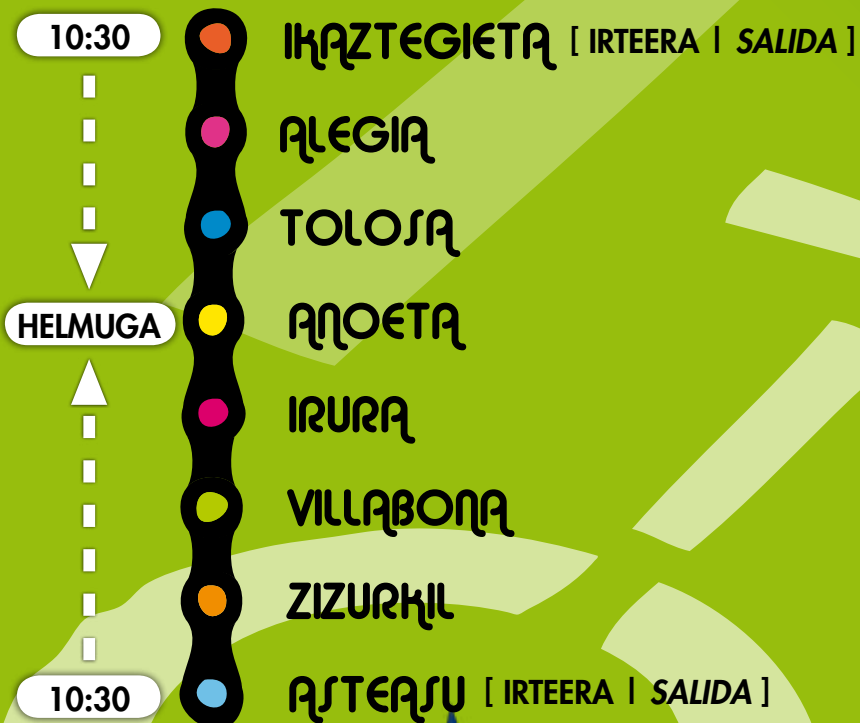 10:30 IKAZTEGIETA [ IRTEERA | SALIDA ]
ALEGIA
TOLOSA
HELMUGA ANOETA
IRURA
VILLABONA
ZIZURKIL
10:30 ASTEASU [ IRTEERA | SALIDA ]